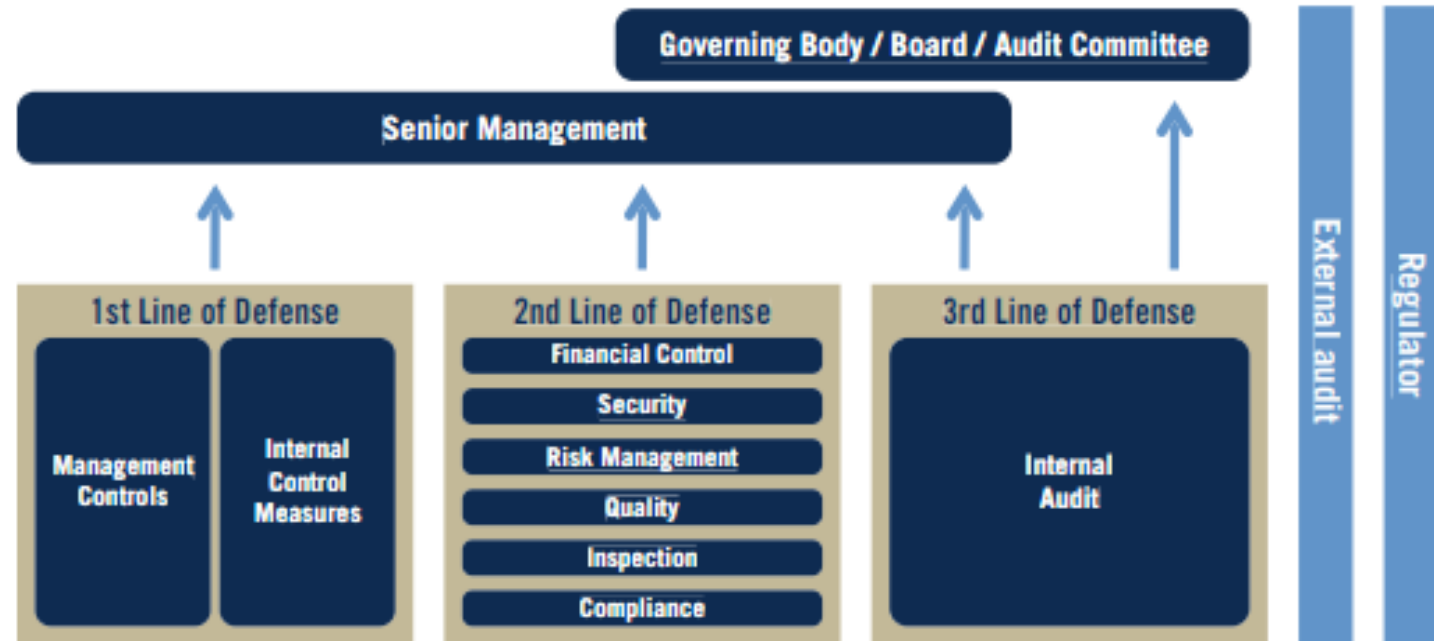 Governing Body / Board / Audit Committee
Senior Management
1st Line of Defense
Management
Controls
Internal
Control
Measures
2nd Line of Defense
Financial Control
Security
Risk Management
Quality
Inspection
Compliance
3rd Line of Defense
Internal
Audit
External audit
Regulator